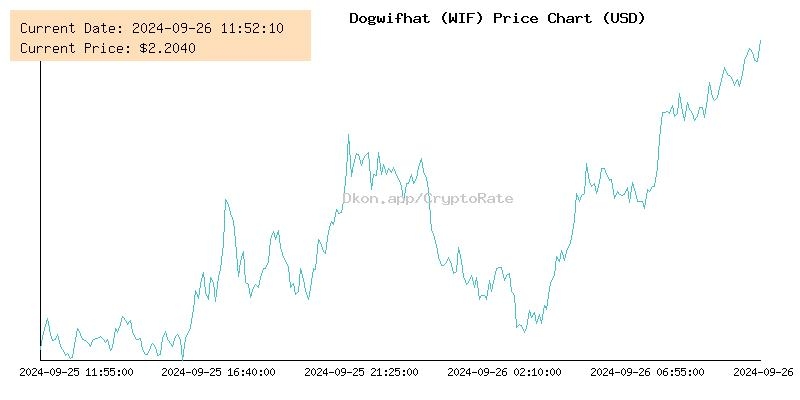 Dogwifhat (WIF) Price Chart (USD)
Current Date: 2024-09-26 11:52:10
Current Price: $2.2040
Okon.app/CryptoRate
2024-09-25 11:55:00 2024-09-25 16:40:00 2024-09-25 21:25:00 2024-09-26 02:10:00 2024-09-26 06:55:00 2024-09-26